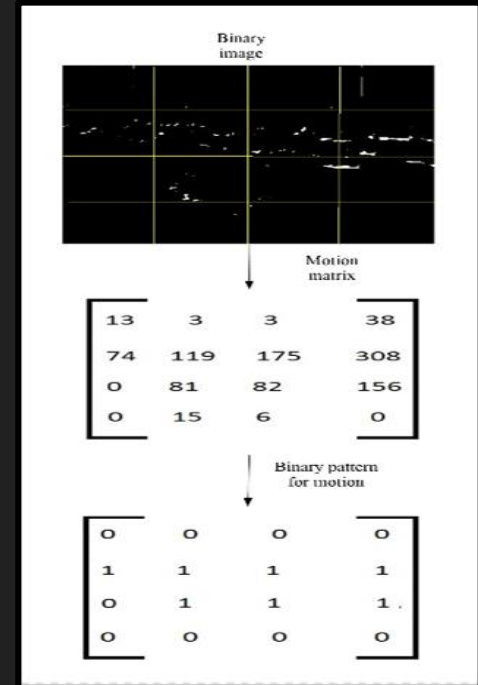 Binary
image
Motion
matrix
13 3 3 38
74 119 175 308
0 81 82 156
0 15 6 0
Binary pattern
for motion
0 0 0 0
1 1 1 1
0 1 1 1 .
0 0 0 0